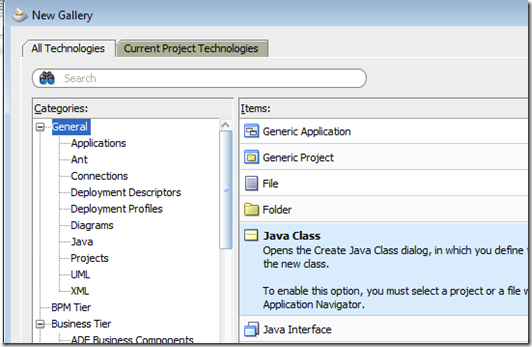 New Gallery
All Technologies
Current Project Technologies
Search
Categories:
General
Applications
Ant
Connections
Deployment Descriptors
Deployment Profiles
Diagrams
Java
Projects
UML
XML
BPM Tier
Business Tier
ADF Business Components
Items:
Generic Application
Generic Project
File
Folder
Java Class
Opens the Create Java Class dialog, in which you define
the new class.
To enable this option, you must select a project or a file
Application Navigator.
Java Interface